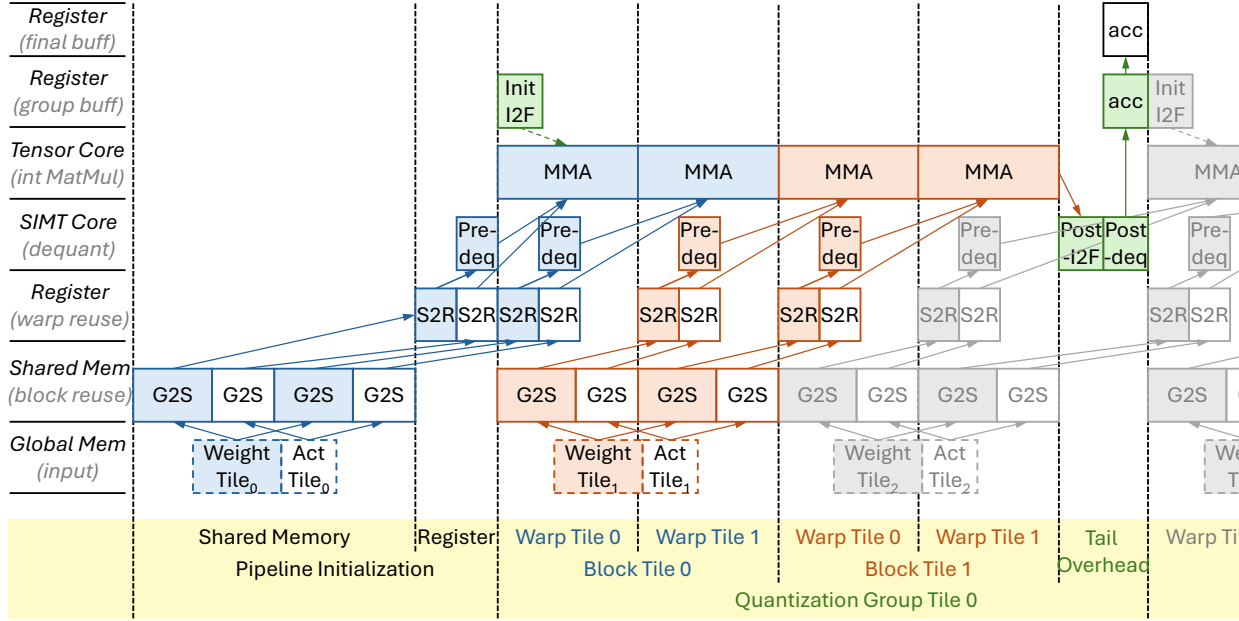 Register
(final buff)
acc
Register
(group buff)
Init
I2F
acc
Init
I2F
Tensor Core
(int MatMul)
MMA
MMA
MMA
MMA
MMA
SIMT Core
(dequant)
Pre-
deq
Pre-
deq
Pre-
deq
Pre-
deq
Pre-
deq
Post
-I2F
Post
-deq
Pre-
deq
Register
(warp reuse)
S2R S2R S2R S2R
S2R S2R
S2R S2R
S2R S2R
S2R S2R
Shared Mem
(block reuse)
G2S G2S G2S G2S
G2S G2S G2S G2S
G2S G2S G2S G2S
G2S
Global Mem
(input)
Weight
Tile0
Act
Tile0
Weight
Tile1
Act
Tile1
Weight
Tile2
Act
Tile2
Shared Memory
Register
Warp Tile 0
Warp Tile 1
Warp Tile 0
Warp Tile 1
Tail
Overhead
Pipeline Initialization
Block Tile 0
Block Tile 1
Quantization Group Tile 0